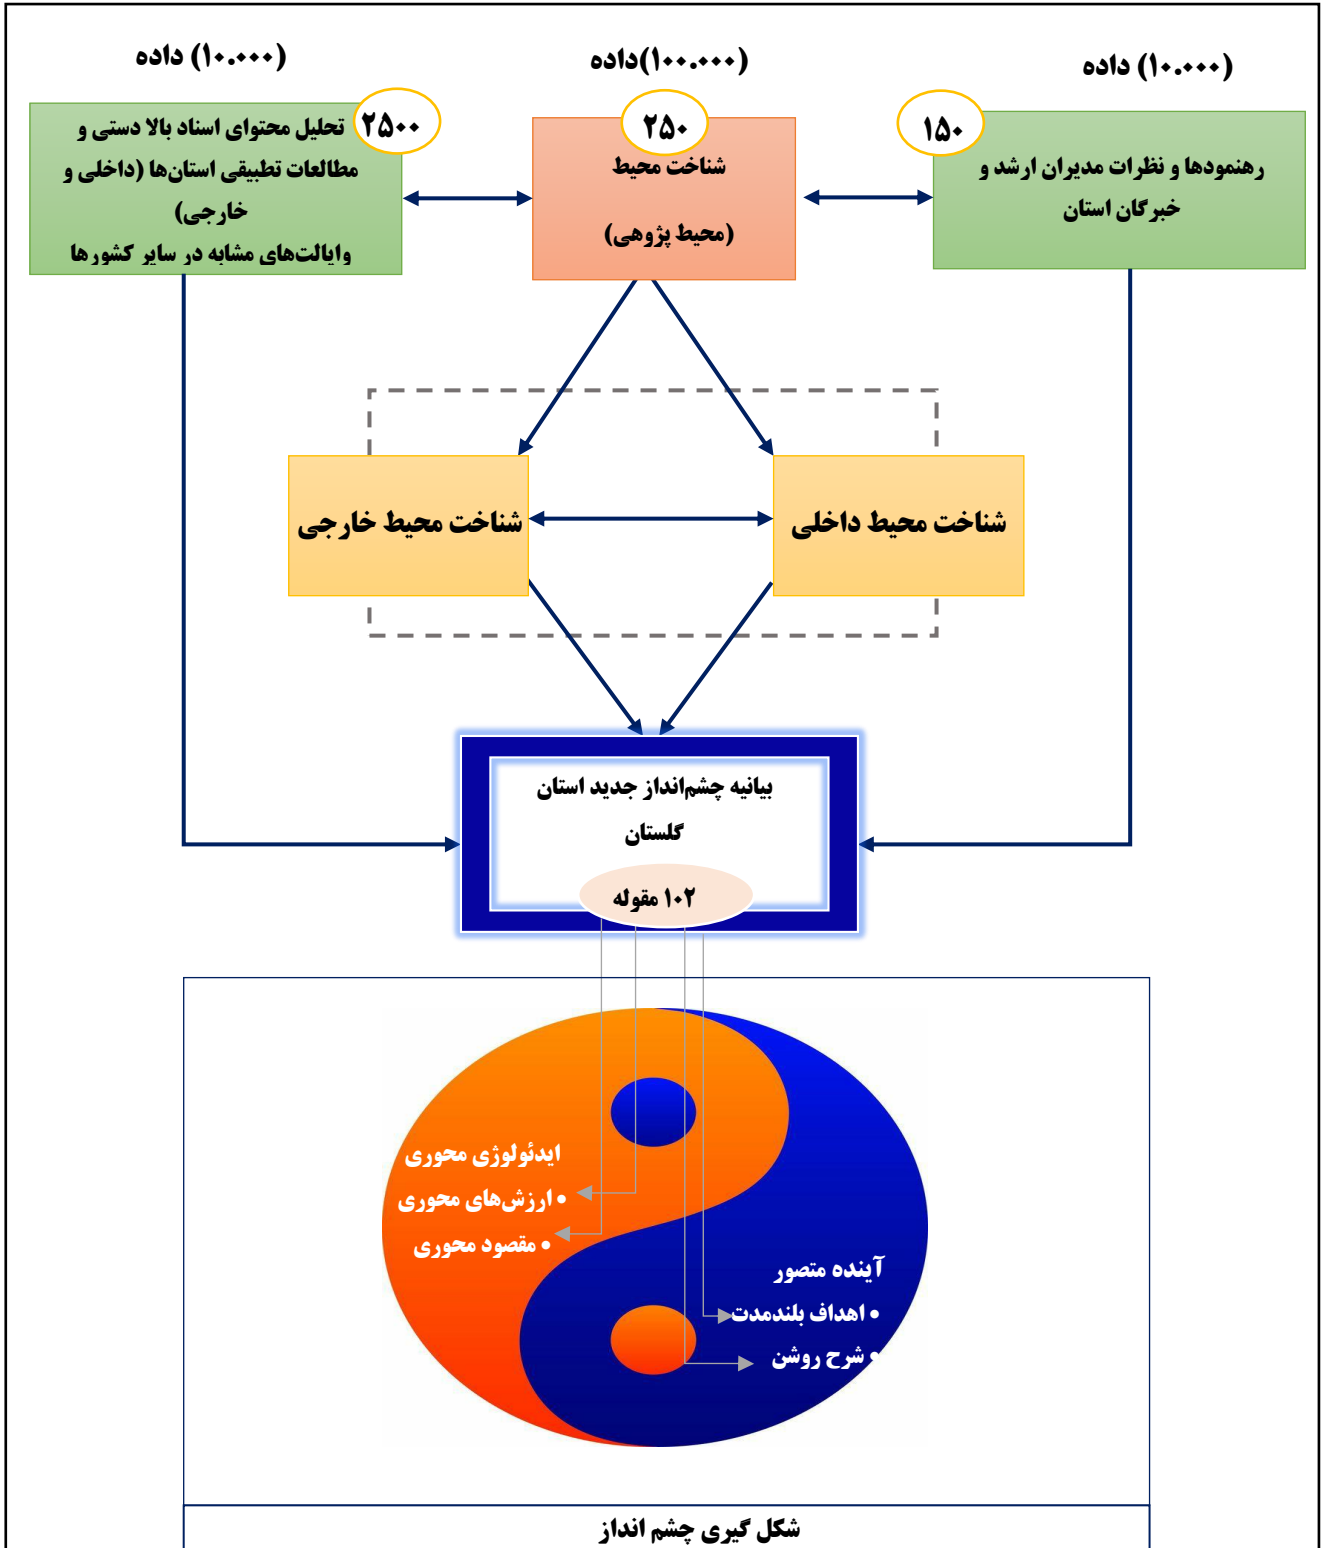 (۱۰.۰۰۰) داده
(۱۰۰.۰۰۰)داده
(۱۰.۰۰۰) داده
۱۵۰
رهنمودها و نظرات مدیران ارشد و
خبرگان استان
۲۵۰
شناخت محیط
(محیط پژوهی)
۲۵۰۰
تحلیل محتوای اسناد بالا دستی و
مطالعات تطبیقی استان‌ها (داخلی و
خارجی)
وایالت‌های مشابه در سایر کشورها
شناخت محیط داخلی
شناخت محیط خارجی
بیانیه چشم‌انداز جدید استان
گلستان
۱۰۲ مقوله
ایدئولوژی محوری
• ارزش‌های محوری
• مقصود محوری
آینده متصور
• اهداف بلندمدت
• شرح روشن
شکل گیری چشم انداز